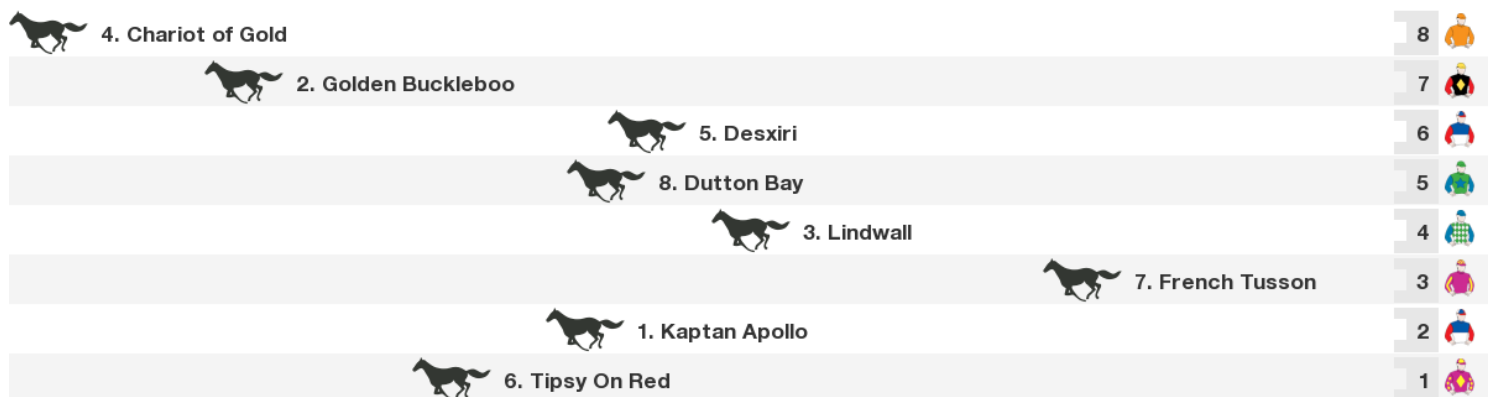 4. Chariot of Gold 8
2. Golden Buckleboo 7
5. Desxiri 6
8. Dutton Bay 5
3. Lindwall 4
7. French Tusson 3
1. Kaptan Apollo 2
6. Tipsy On Red 1